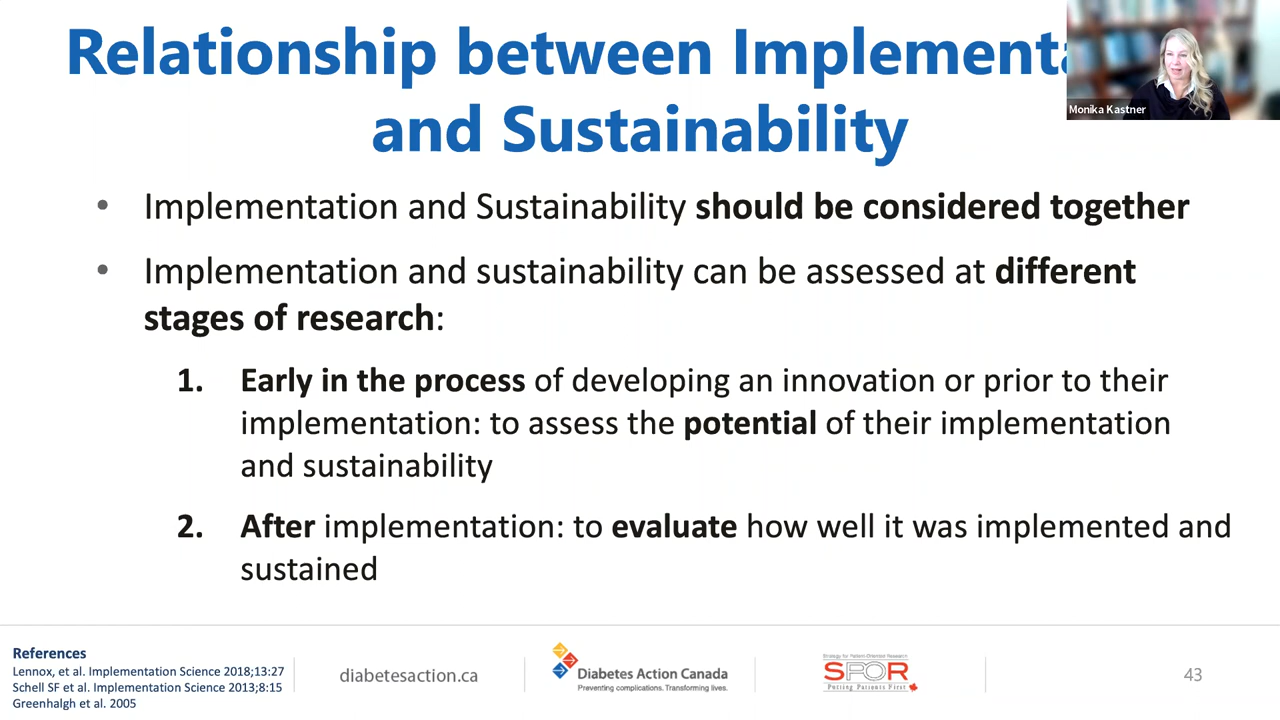 Relationship between Implementa
and Sustainability
Monika Kastner
• Implementation and Sustainability should be considered together
• Implementation and sustainability can be assessed at different
stages of research:
1. Early in the process of developing an innovation or prior to their
implementation: to assess the potential of their implementation
and sustainability
2. After implementation: to evaluate how well it was implemented and
sustained
References
Lennox, et al. Implementation Science 2018;13:27
Schell SF et al. Implementation Science 2013;8:15
Greenhalgh et al. 2005
diabetesaction.ca
Diabetes Action Canada
Preventing complications. Transforming lives.
Strategy for Patient-Oriented Research
SPOR
Putting Patients First
43